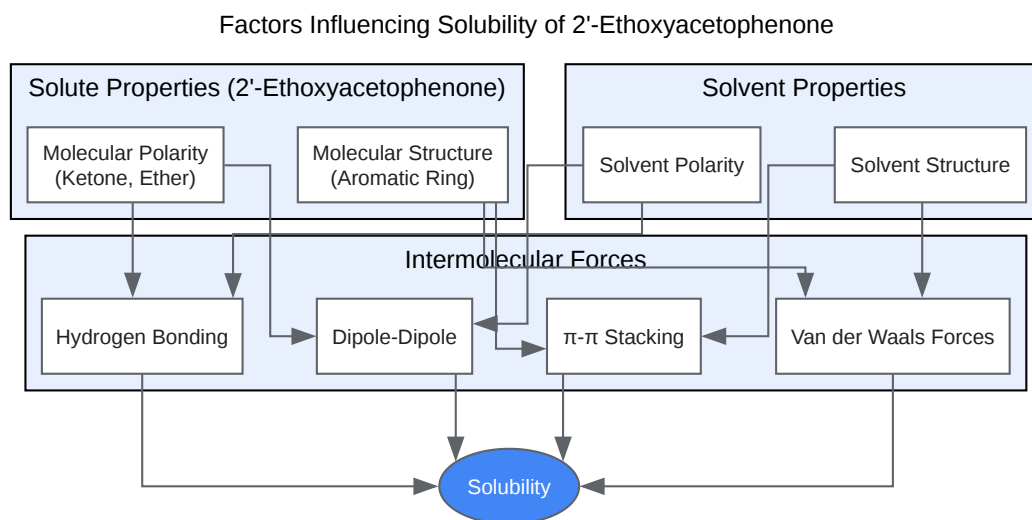 Factors Influencing Solubility of 2'-Ethoxyacetophenone
Solute Properties (2'-Ethoxyacetophenone)
Solvent Properties
Molecular Polarity
(Ketone, Ether)
Molecular Structure
(Aromatic Ring)
Solvent Polarity
Solvent Structure
Intermolecular Forces
Hydrogen Bonding
Dipole-Dipole
π-π Stacking
Van der Waals Forces
Solubility